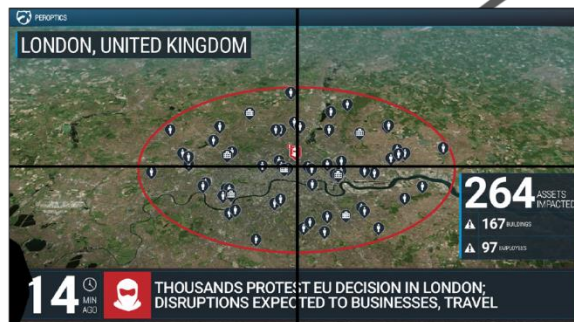 PEROPTICS
LONDON, UNITED KINGDOM
264 ASSETS
IMPACTED
167 BUILDINGS
97 EMPLOYEES
14 MIN
AGO
THOUSANDS PROTEST EU DECISION IN LONDON;
DISRUPTIONS EXPECTED TO BUSINESSES, TRAVEL